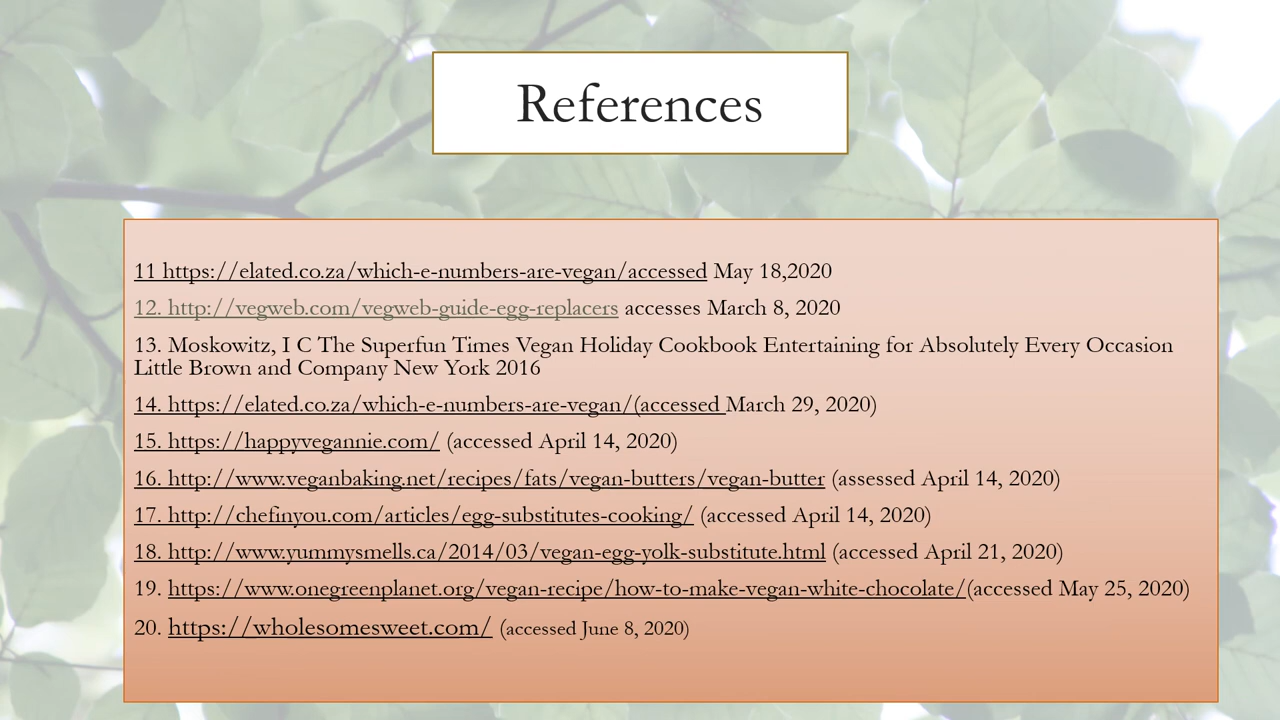 References
11 https://elated.co.za/which-e-numbers-are-vegan/accessed May 18,2020
12. http://vegweb.com/vegweb-guide-egg-replacers accesses March 8, 2020
13. Moskowitz, I C The Superfun Times Vegan Holiday Cookbook Entertaining for Absolutely Every Occasion
Little Brown and Company New York 2016
14. https://elated.co.za/which-e-numbers-are-vegan/(accessed March 29, 2020)
15. https://happyvegannie.com/ (accessed April 14, 2020)
16. http://www.veganbaking.net/recipes/fats/vegan-butters/vegan-butter (assessed April 14, 2020)
17. http://chefinyou.com/articles/egg-substitutes-cooking/ (accessed April 14, 2020)
18. http://www.yummysmells.ca/2014/03/vegan-egg-yolk-substitute.html (accessed April 21, 2020)
19. https://www.onegreenplanet.org/vegan-recipe/how-to-make-vegan-white-chocolate/(accessed May 25, 2020)
20. https://wholesomesweet.com/ (accessed June 8, 2020)